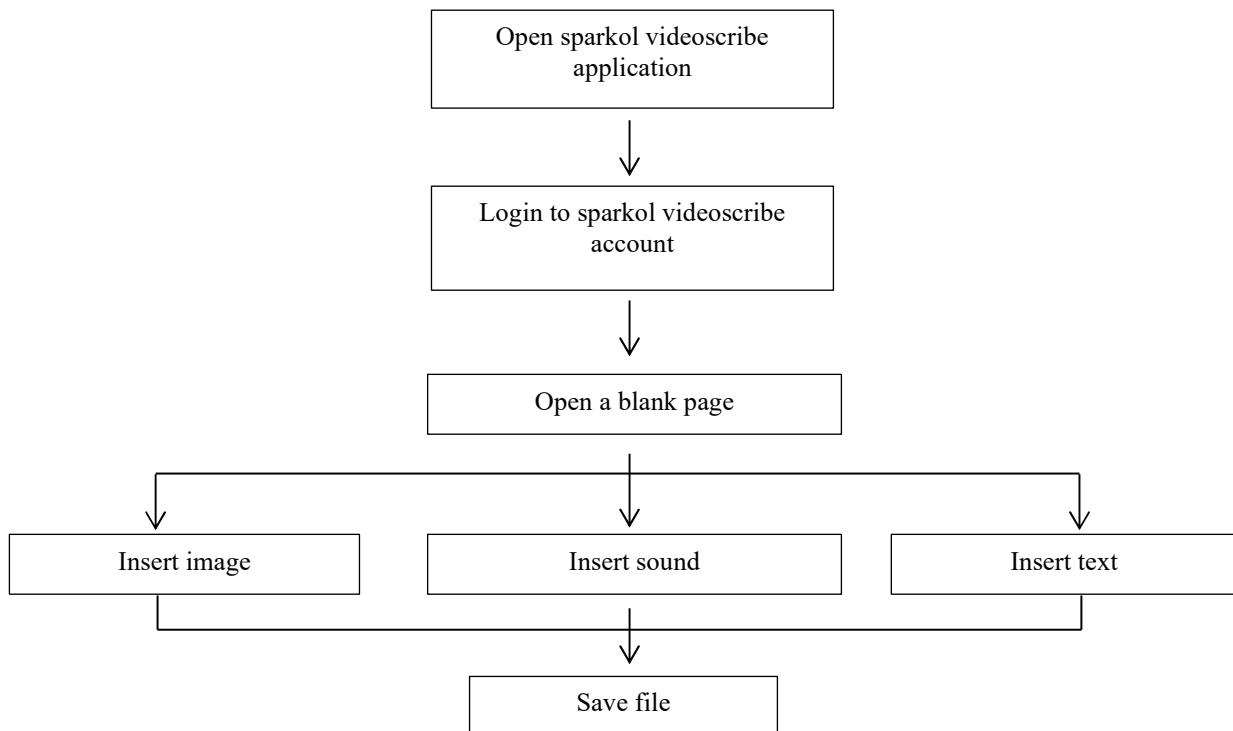 Open sparkol videoscribe
application
Login to sparkol videoscribe
account
Open a blank page
Insert image
Insert sound
Insert text
Save file